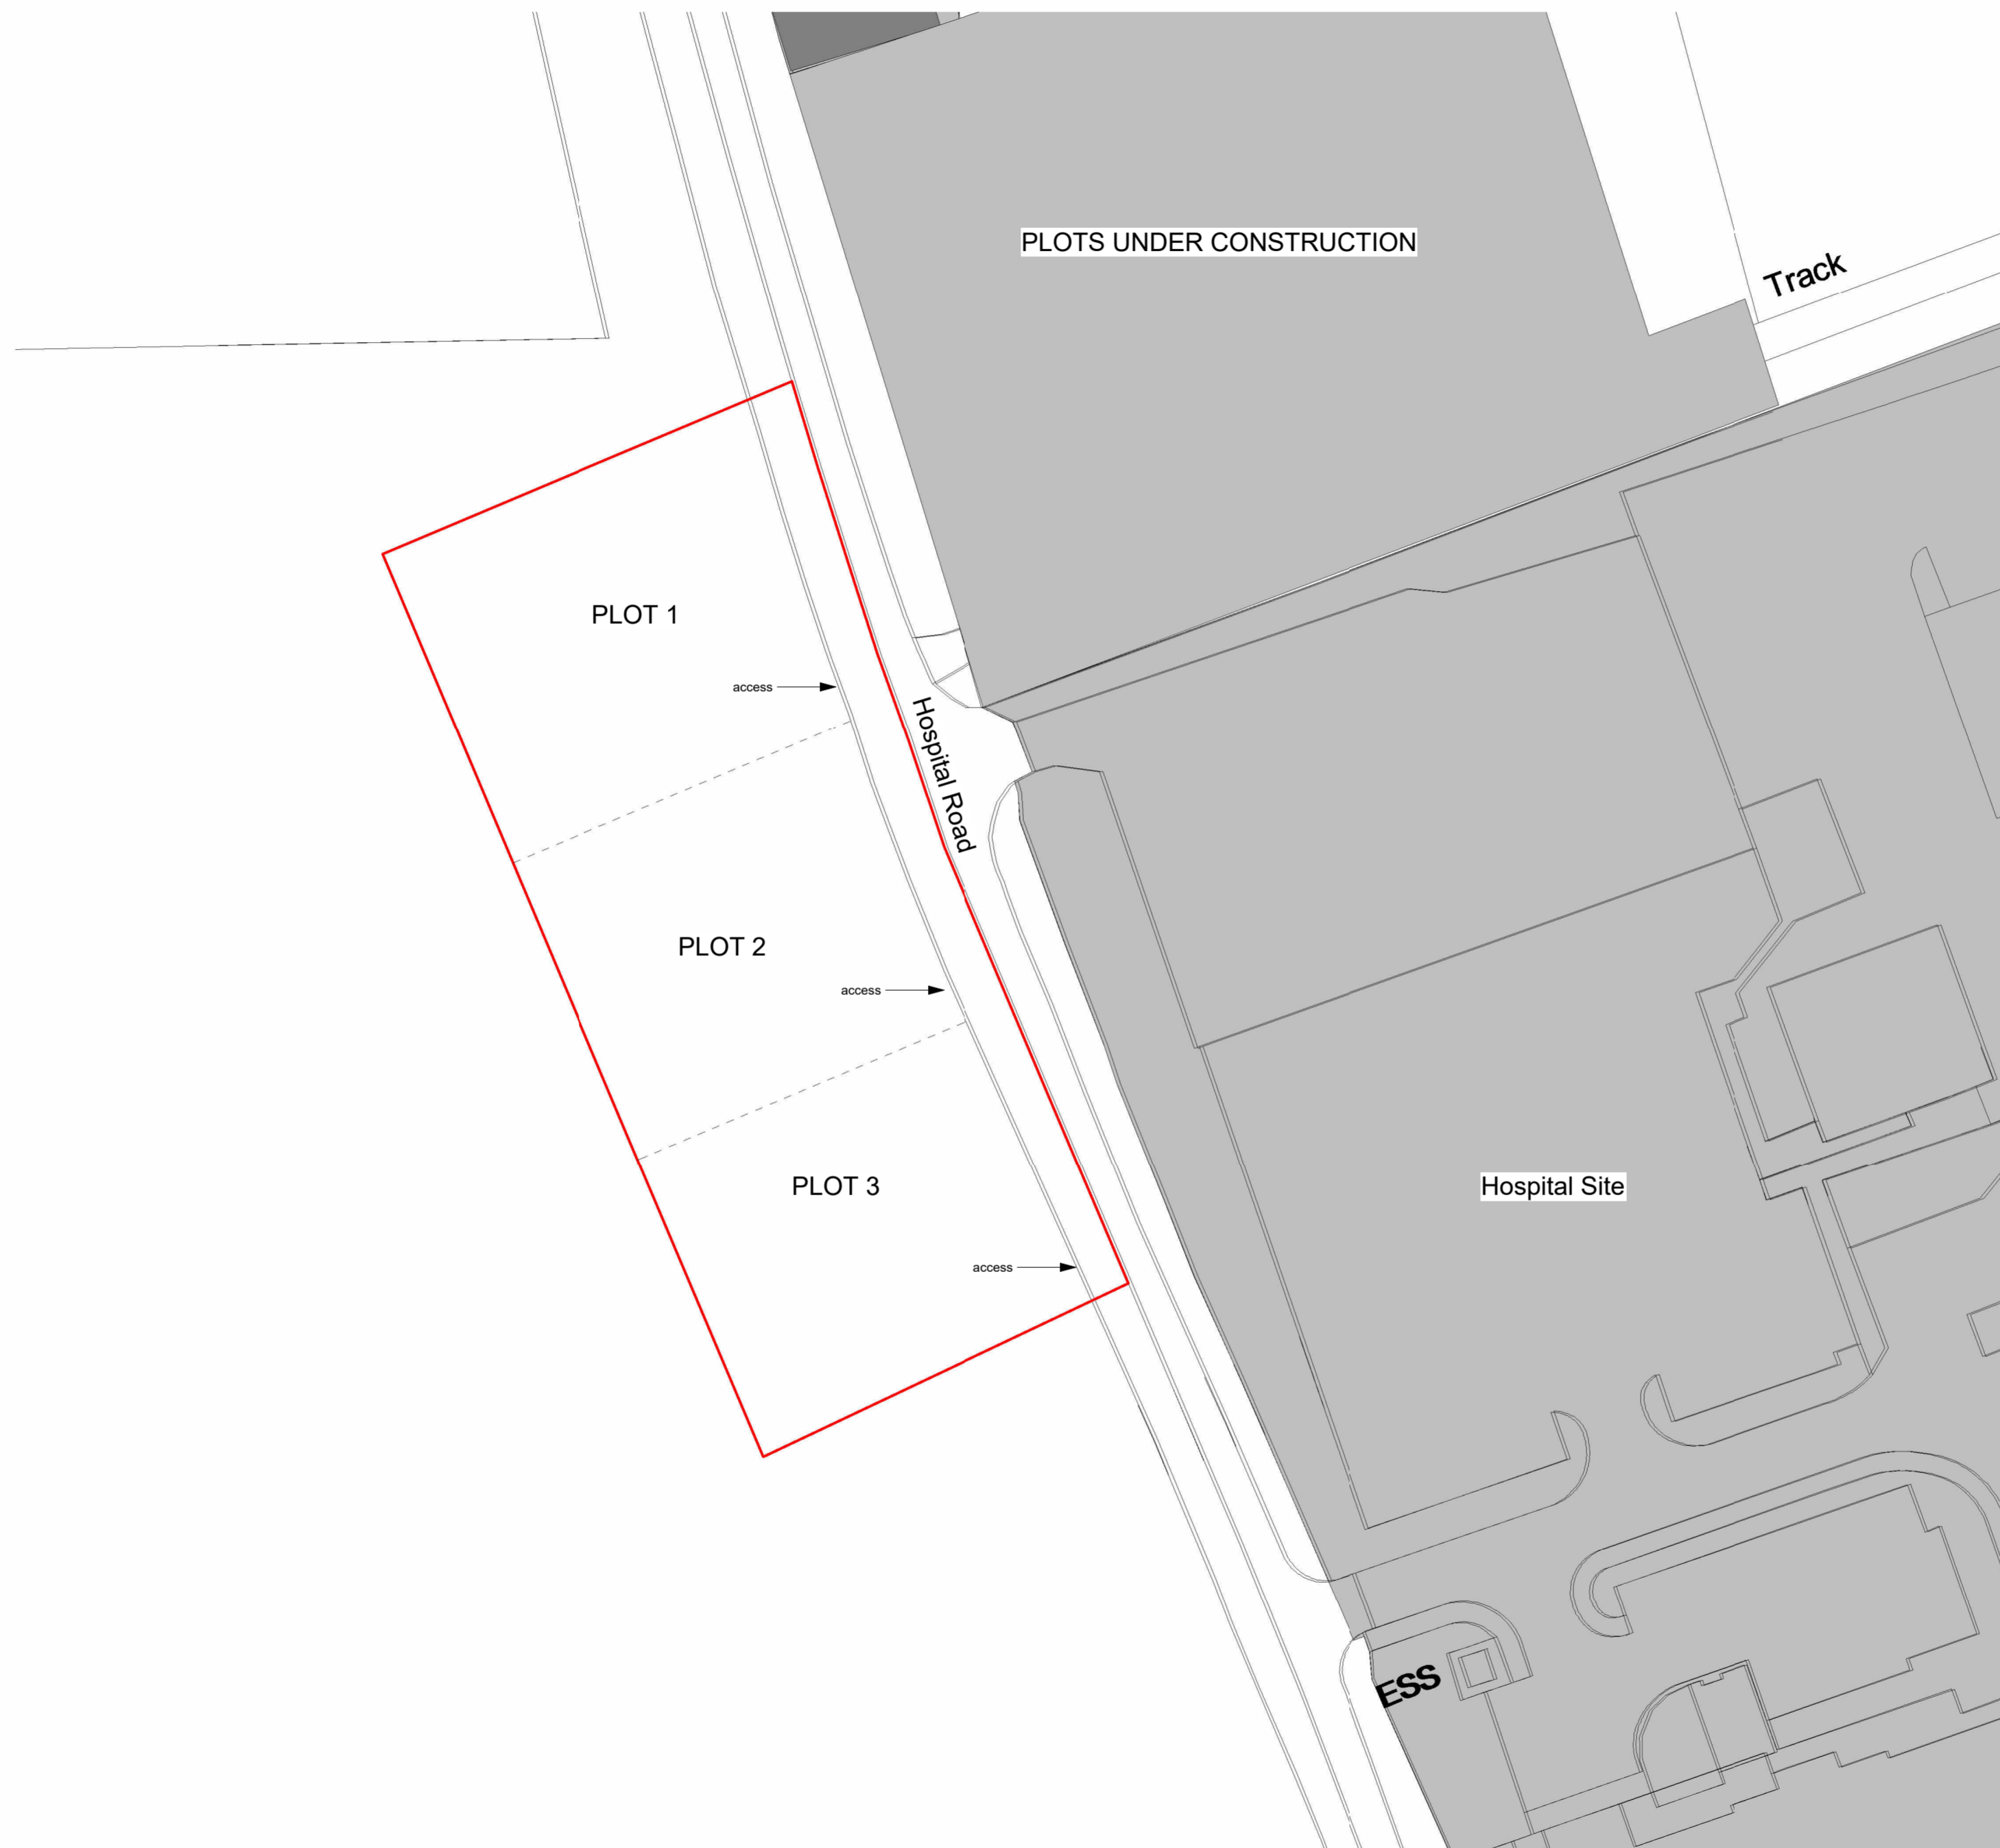 PLOTS UNDER CONSTRUCTION
Track
PLOT 1
access
Hospital Road
PLOT 2
access
PLOT 3
Hospital Site
access
ESS